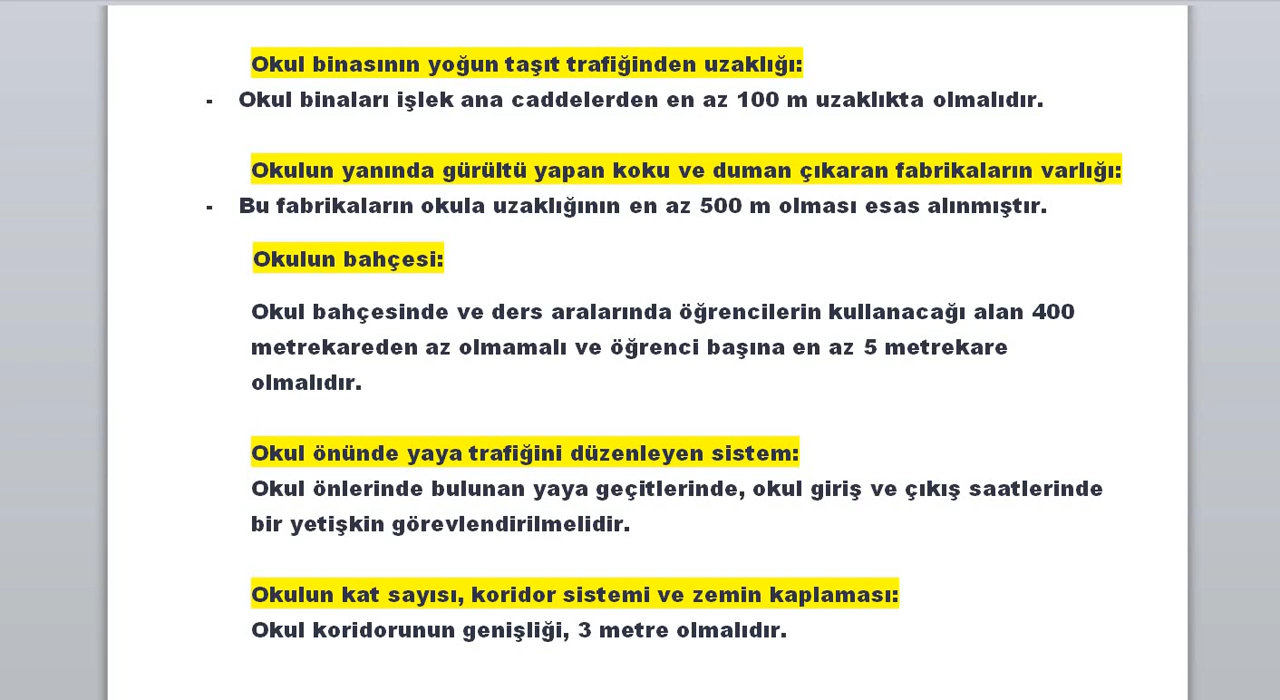 Okul binasının yoğun taşıt trafiğinden uzaklığı:
- Okul binaları işlek ana caddelerden en az 100 m uzaklıkta olmalıdır.
Okulun yanında gürültü yapan koku ve duman çıkaran fabrikaların varlığı:
- Bu fabrikaların okula uzaklığının en az 500 m olması esas alınmıştır.
Okulun bahçesi:
Okul bahçesinde ve ders aralarında öğrencilerin kullanacağı alan 400
metrekareden az olmamalı ve öğrenci başına en az 5 metrekare
olmalıdır.
Okul önünde yaya trafiğini düzenleyen sistem:
Okul önlerinde bulunan yaya geçitlerinde, okul giriş ve çıkış saatlerinde
bir yetişkin görevlendirilmelidir.
Okulun kat sayısı, koridor sistemi ve zemin kaplaması:
Okul koridorunun genişliği, 3 metre olmalıdır.